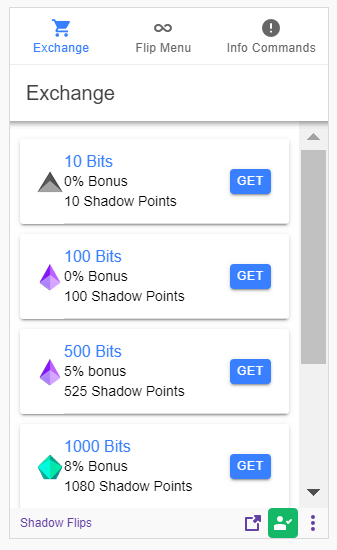 Exchange
Flip Menu
Info Commands
Exchange
10 Bits
0% Bonus
10 Shadow Points
GET
100 Bits
0% Bonus
100 Shadow Points
GET
500 Bits
5% bonus
525 Shadow Points
GET
1000 Bits
8% Bonus
1080 Shadow Points
GET
Shadow Flips